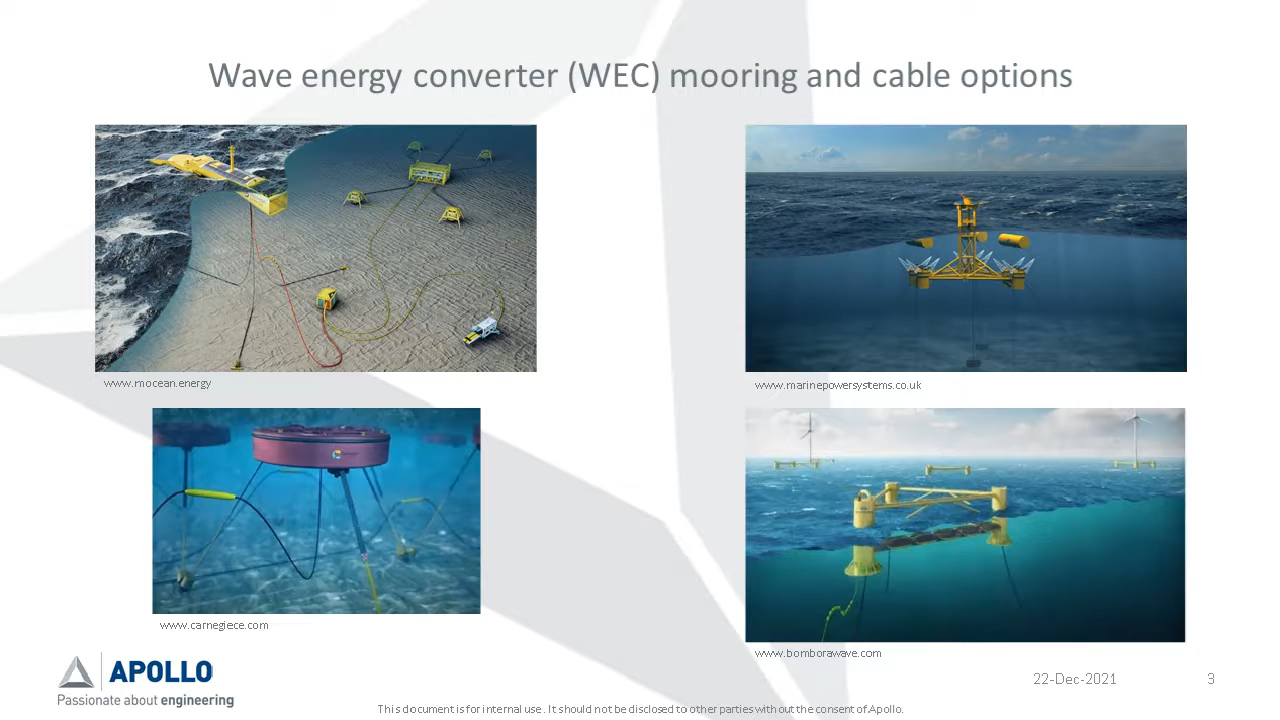 Wave energy converter (WEC) mooring and cable options
www.mocean.energy
www.marinepowersystems.co.uk
www.carnegiece.com
www.bomborawave.com
APOLLO
Passionate about engineering
22-Dec-2021
3
This document is for internal use. It should not be disclosed to other parties without the consent of Apollo.